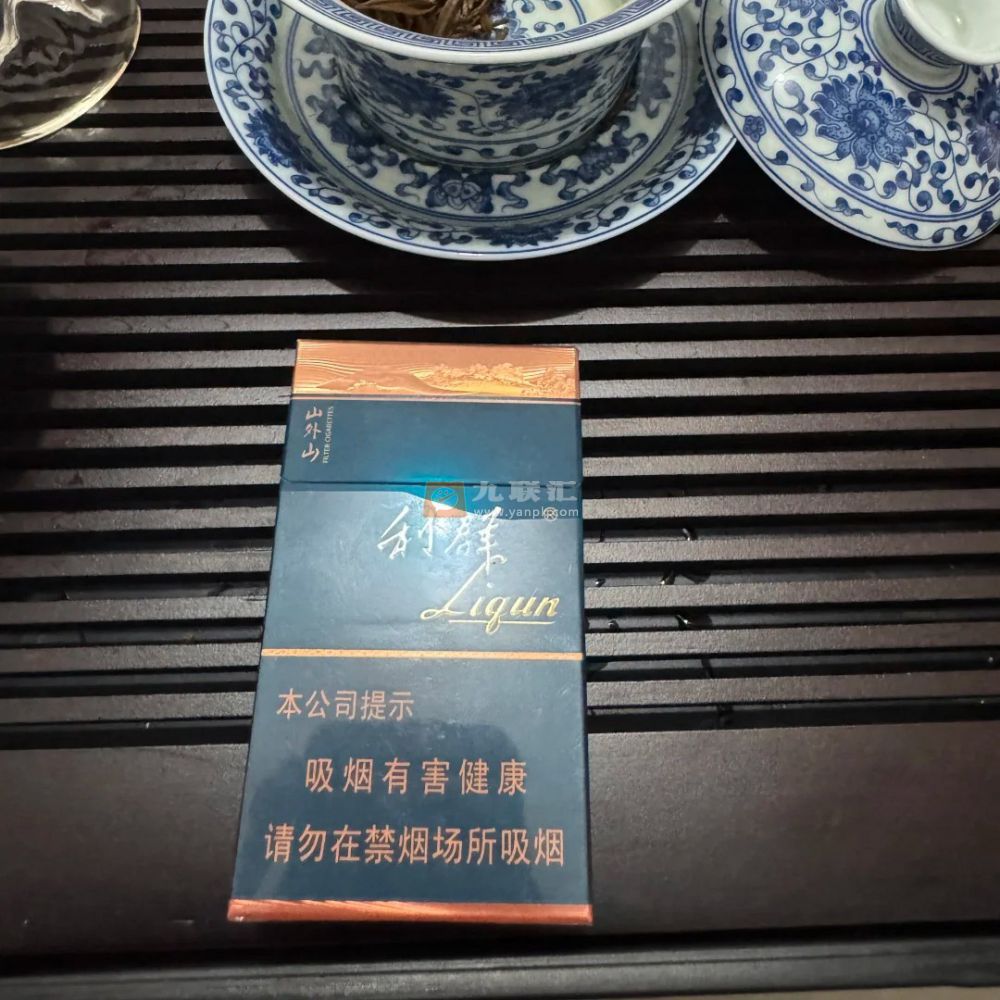 山外山
FILTER CIGARETTES
九联汇
www.yanpk.com
利群®
Liqun
本公司提示
吸烟有害健康
请勿在禁烟场所吸烟